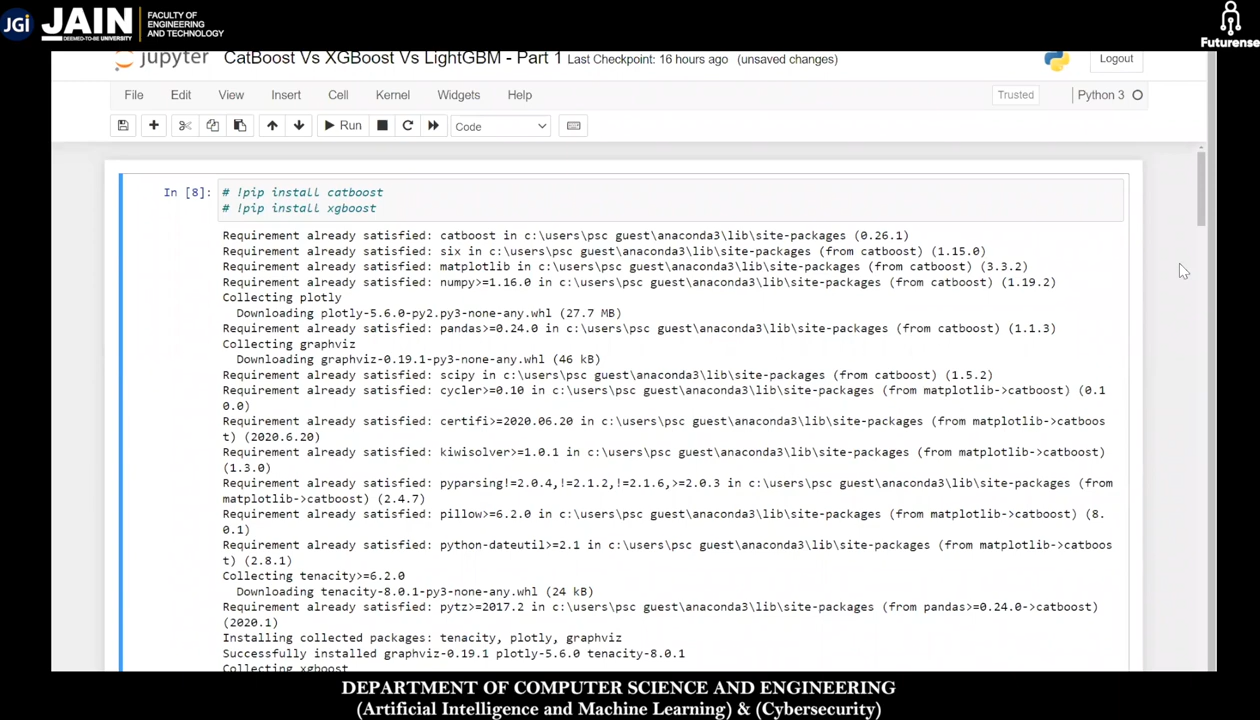 JGI JAIN DEEMED-TO-BE UNIVERSITY
FACULTY OF
ENGINEERING
AND TECHNOLOGY
Futurense
jupyter CatBoost Vs XGBoost Vs LightGBM - Part 1 Last Checkpoint: 16 hours ago (unsaved changes) Logout
File Edit View Insert Cell Kernel Widgets Help Trusted Python 3
Run Code
In [8]: # !pip install catboost
# !pip install xgboost
Requirement already satisfied: catboost in c:\users\psc guest\anaconda3\lib\site-packages (0.26.1)
Requirement already satisfied: six in c:\users\psc guest\anaconda3\lib\site-packages (from catboost) (1.15.0)
Requirement already satisfied: matplotlib in c:\users\psc guest\anaconda3\lib\site-packages (from catboost) (3.3.2)
Requirement already satisfied: numpy>=1.16.0 in c:\users\psc guest\anaconda3\lib\site-packages (from catboost) (1.19.2)
Collecting plotly
  Downloading plotly-5.6.0-py2.py3-none-any.whl (27.7 MB)
Requirement already satisfied: pandas>=0.24.0 in c:\users\psc guest\anaconda3\lib\site-packages (from catboost) (1.1.3)
Collecting graphviz
  Downloading graphviz-0.19.1-py3-none-any.whl (46 kB)
Requirement already satisfied: scipy in c:\users\psc guest\anaconda3\lib\site-packages (from catboost) (1.5.2)
Requirement already satisfied: cycler>=0.10 in c:\users\psc guest\anaconda3\lib\site-packages (from matplotlib->catboost) (0.1
0.0)
Requirement already satisfied: certifi>=2020.06.20 in c:\users\psc guest\anaconda3\lib\site-packages (from matplotlib->catboos
t) (2020.6.20)
Requirement already satisfied: kiwisolver>=1.0.1 in c:\users\psc guest\anaconda3\lib\site-packages (from matplotlib->catboost)
(1.3.0)
Requirement already satisfied: pyparsing!=2.0.4,!=2.1.2,!=2.1.6,>=2.0.3 in c:\users\psc guest\anaconda3\lib\site-packages (from
matplotlib->catboost) (2.4.7)
Requirement already satisfied: pillow>=6.2.0 in c:\users\psc guest\anaconda3\lib\site-packages (from matplotlib->catboost) (8.
0.1)
Requirement already satisfied: python-dateutil>=2.1 in c:\users\psc guest\anaconda3\lib\site-packages (from matplotlib->catboos
t) (2.8.1)
Collecting tenacity>=6.2.0
  Downloading tenacity-8.0.1-py3-none-any.whl (24 kB)
Requirement already satisfied: pytz>=2017.2 in c:\users\psc guest\anaconda3\lib\site-packages (from pandas>=0.24.0->catboost)
(2020.1)
Installing collected packages: tenacity, plotly, graphviz
Successfully installed graphviz-0.19.1 plotly-5.6.0 tenacity-8.0.1
Collecting xgboost
DEPARTMENT OF COMPUTER SCIENCE AND ENGINEERING
(Artificial Intelligence and Machine Learning) & (Cybersecurity)